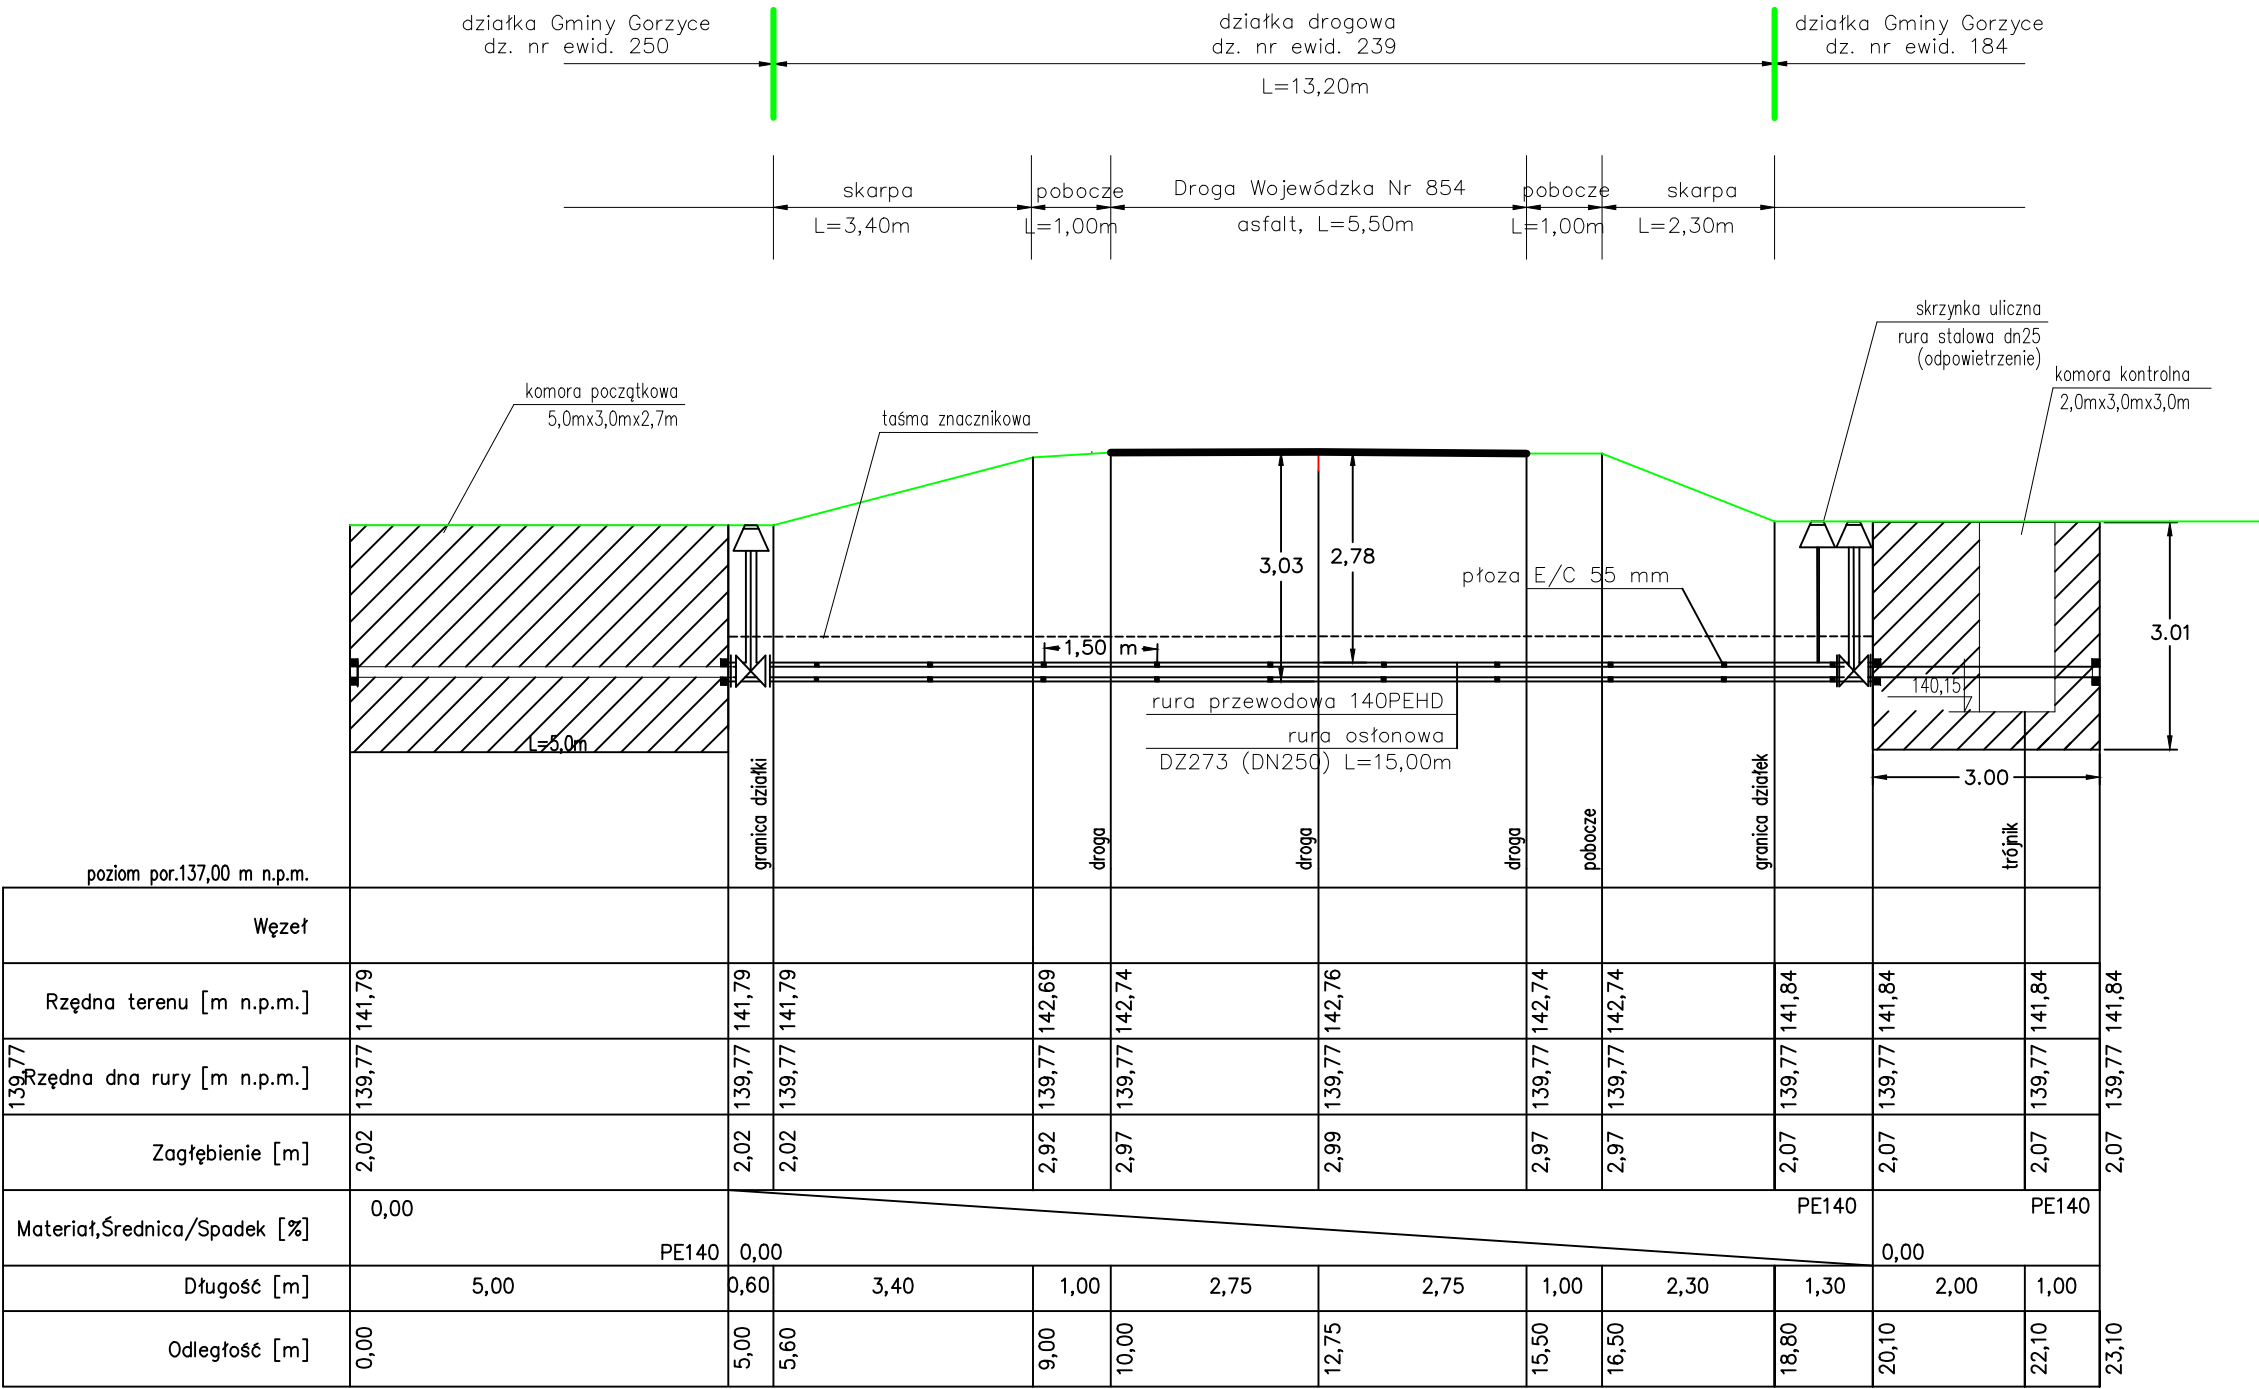 działka Gminy Gorzyce
dz. nr ewid. 250
działka drogowa
dz. nr ewid. 239
L=13,20m
działka Gminy Gorzyce
dz. nr ewid. 184
skarpa
L=3,40m
pobocze
L=1,00m
Droga Wojewódzka Nr 854
asfalt, L=5,50m
pobocze
L=1,00m
skarpa
L=2,30m
skrzynka uliczna
rura stalowa dn25
(odpowietrzenie)
komora kontrolna
2,0mx3,0mx3,0m
komora początkowa
5,0mx3,0mx2,7m
taśma znacznikowa
3,03
2,78
płoza E/C 55 mm
1,50 m
3.01
140,15
rura przewodowa 140PEHD
rura osłonowa
DZ273 (DN250) L=15,00m
L=5,0m
3.00
granica działki
droga
droga
droga
pobocze
granica działek
trójnik
poziom por.137,00 m n.p.m.
Węzeł
Rzędna terenu [m n.p.m.]
141,79
141,79
141,79
142,69
142,74
142,76
142,74
142,74
141,84
141,84
141,84
141,84
139,77
Rzędna dna rury [m n.p.m.]
139,77
139,77
139,77
139,77
139,77
139,77
139,77
139,77
139,77
139,77
139,77
139,77
Zagłębienie [m]
2,02
2,02
2,02
2,92
2,97
2,99
2,97
2,97
2,07
2,07
2,07
2,07
Materiał,Średnica/Spadek [%]
0,00
PE140
0,00
PE140
0,00
PE140
Długość [m]
5,00
0,60
3,40
1,00
2,75
2,75
1,00
2,30
1,30
2,00
1,00
Odległość [m]
0,00
5,00
5,60
9,00
10,00
12,75
15,50
16,50
18,80
20,10
22,10
23,10